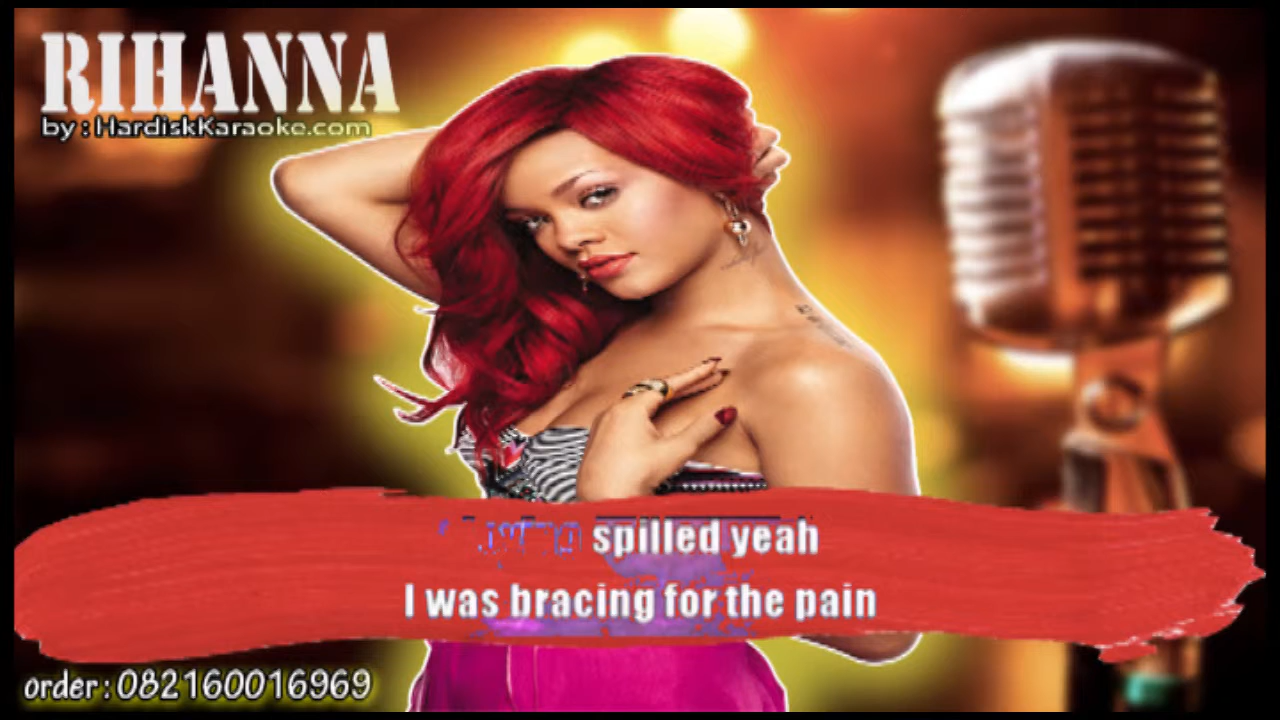 RIHANNA
by : HardiskKaraoke.com
spilled yeah
I was bracing for the pain
order : 082160016969